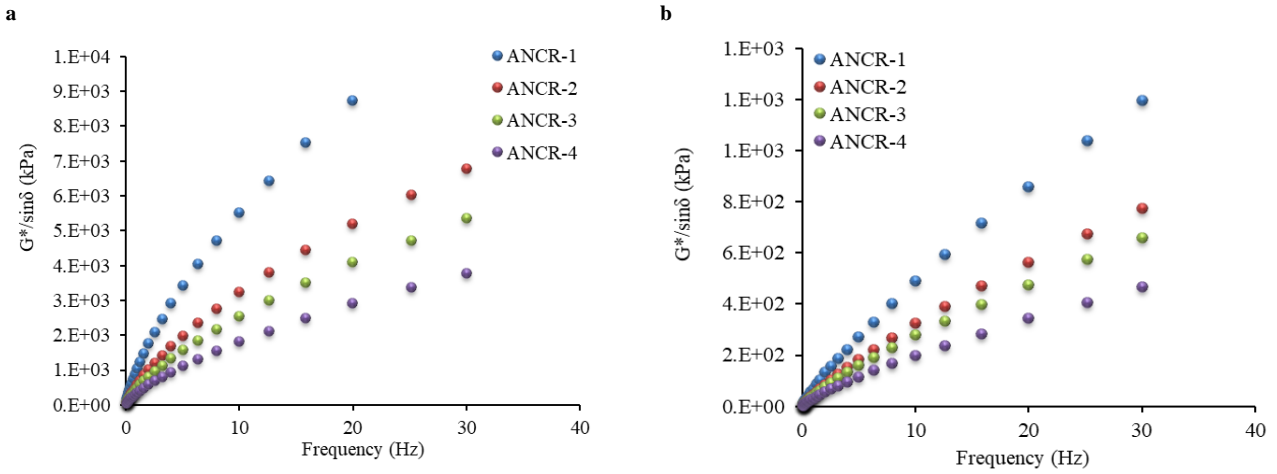 a
G*/sinδ (kPa)
1.E+04
9.E+03
8.E+03
7.E+03
6.E+03
5.E+03
4.E+03
3.E+03
2.E+03
1.E+03
0.E+00
0
10
20
30
40
Frequency (Hz)
ANCR-1
ANCR-2
ANCR-3
ANCR-4
b
G*/sinδ (kPa)
1.E+03
1.E+03
1.E+03
8.E+02
6.E+02
4.E+02
2.E+02
0.E+00
0
10
20
30
40
Frequency (Hz)
ANCR-1
ANCR-2
ANCR-3
ANCR-4